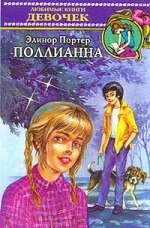 ЛЮБИМЫЕ КНИГИ
ДЕВОЧЕК
Элинор Портер
ПОЛЛИАННА